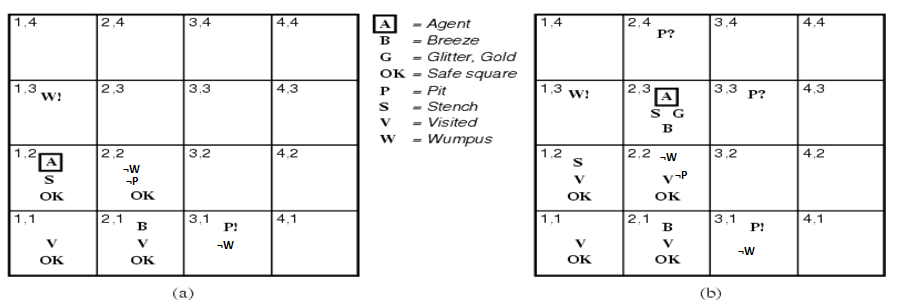 1,4 2,4 3,4 4,4
1,3 W! 2,3 3,3 4,3
1,2 A 2,2 3,2 4,2
¬W
S ¬P
OK OK
1,1 2,1 3,1 4,1
B P!
V V ¬W
OK OK
(a)
A = Agent
B = Breeze
G = Glitter, Gold
OK = Safe square
P = Pit
S = Stench
V = Visited
W = Wumpus
1,4 2,4 P? 3,4 4,4
1,3 W! 2,3 A 3,3 P? 4,3
S G
B
1,2 2,2 ¬W 3,2 4,2
S
V V ¬P
OK OK
1,1 2,1 3,1 4,1
B P!
V V ¬W
OK OK
(b)